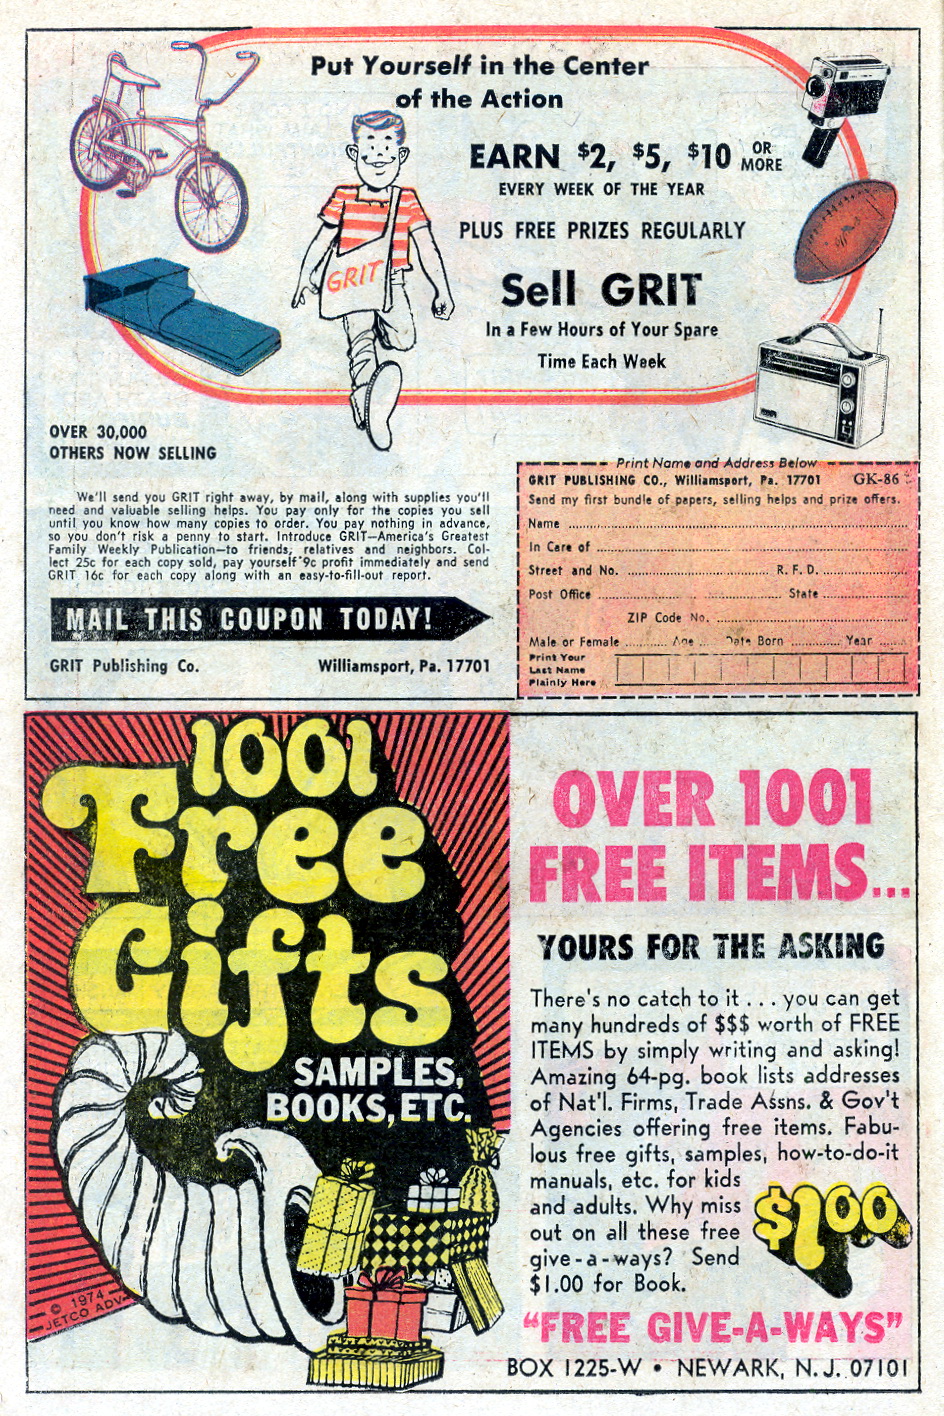 Put Yourself in the Center
of the Action
EARN $2, $5, $10 OR MORE
EVERY WEEK OF THE YEAR
PLUS FREE PRIZES REGULARLY
Sell GRIT
In a Few Hours of Your Spare
Time Each Week
GRIT
OVER 30,000
OTHERS NOW SELLING
We'll send you GRIT right away, by mail, along with supplies you'll
need and valuable selling helps. You pay only for the copies you sell
until you know how many copies to order. You pay nothing in advance,
so you don't risk a penny to start. Introduce GRIT—America's Greatest
Family Weekly Publication—to friends, relatives and neighbors. Col-
lect 25c for each copy sold, pay yourself 9c profit immediately and send
GRIT 16c for each copy along with an easy-to-fill-out report.
MAIL THIS COUPON TODAY!
GRIT Publishing Co. Williamsport, Pa. 17701
Print Name and Address Below
GRIT PUBLISHING CO., Williamsport, Pa. 17701 GK-86
Send my first bundle of papers, selling helps and prize offers.
Name
In Care of
Street and No. R. F. D.
Post Office State
ZIP Code No.
Male or Female Age Date Born Year
Print Your
Last Name
Plainly Here
1001
Free
Gifts
SAMPLES,
BOOKS, ETC.
© 1974
JETCO ADV
OVER 1001
FREE ITEMS...
YOURS FOR THE ASKING
There's no catch to it . . . you can get
many hundreds of $$$ worth of FREE
ITEMS by simply writing and asking!
Amazing 64-pg. book lists addresses
of Nat'l. Firms, Trade Assns. & Gov't
Agencies offering free items. Fabu-
lous free gifts, samples, how-to-do-it
manuals, etc. for kids
and adults. Why miss
out on all these free
give-a-ways? Send
$1.00 for Book.
$1.00
"FREE GIVE-A-WAYS"
BOX 1225-W • NEWARK, N. J. 07101